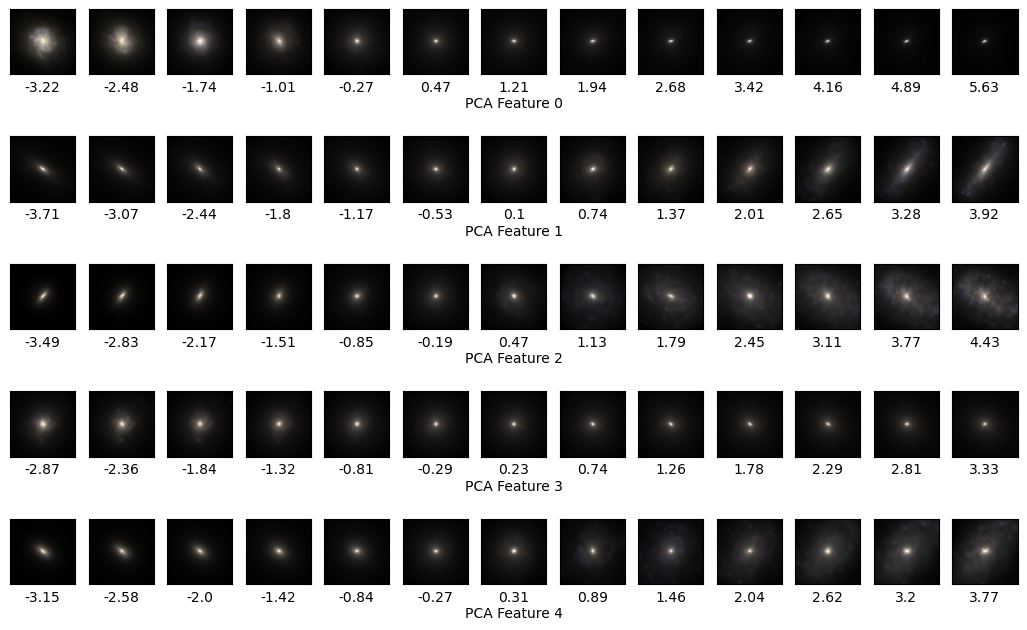 -3.22 -2.48 -1.74 -1.01 -0.27 0.47 1.21 1.94 2.68 3.42 4.16 4.89 5.63
PCA Feature 0
-3.71 -3.07 -2.44 -1.8 -1.17 -0.53 0.1 0.74 1.37 2.01 2.65 3.28 3.92
PCA Feature 1
-3.49 -2.83 -2.17 -1.51 -0.85 -0.19 0.47 1.13 1.79 2.45 3.11 3.77 4.43
PCA Feature 2
-2.87 -2.36 -1.84 -1.32 -0.81 -0.29 0.23 0.74 1.26 1.78 2.29 2.81 3.33
PCA Feature 3
-3.15 -2.58 -2.0 -1.42 -0.84 -0.27 0.31 0.89 1.46 2.04 2.62 3.2 3.77
PCA Feature 4